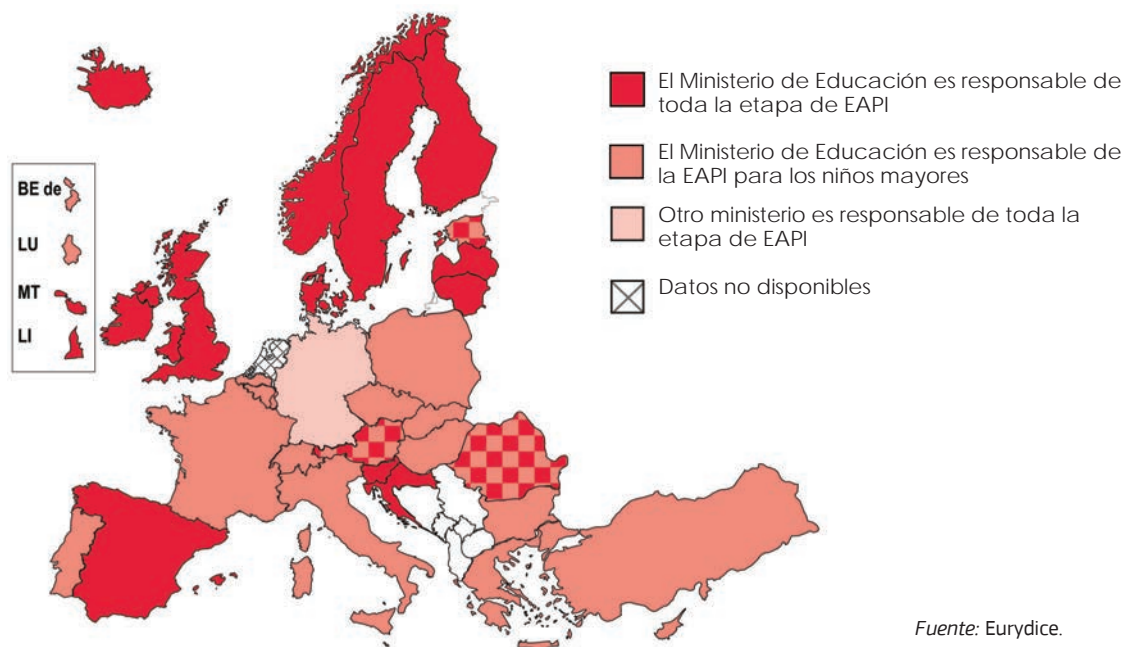 El Ministerio de Educación es responsable de
toda la etapa de EAPI
El Ministerio de Educación es responsable de
la EAPI para los niños mayores
Otro ministerio es responsable de toda la
etapa de EAPI
Datos no disponibles
BE de
LU
MT
LI
Fuente: Eurydice.